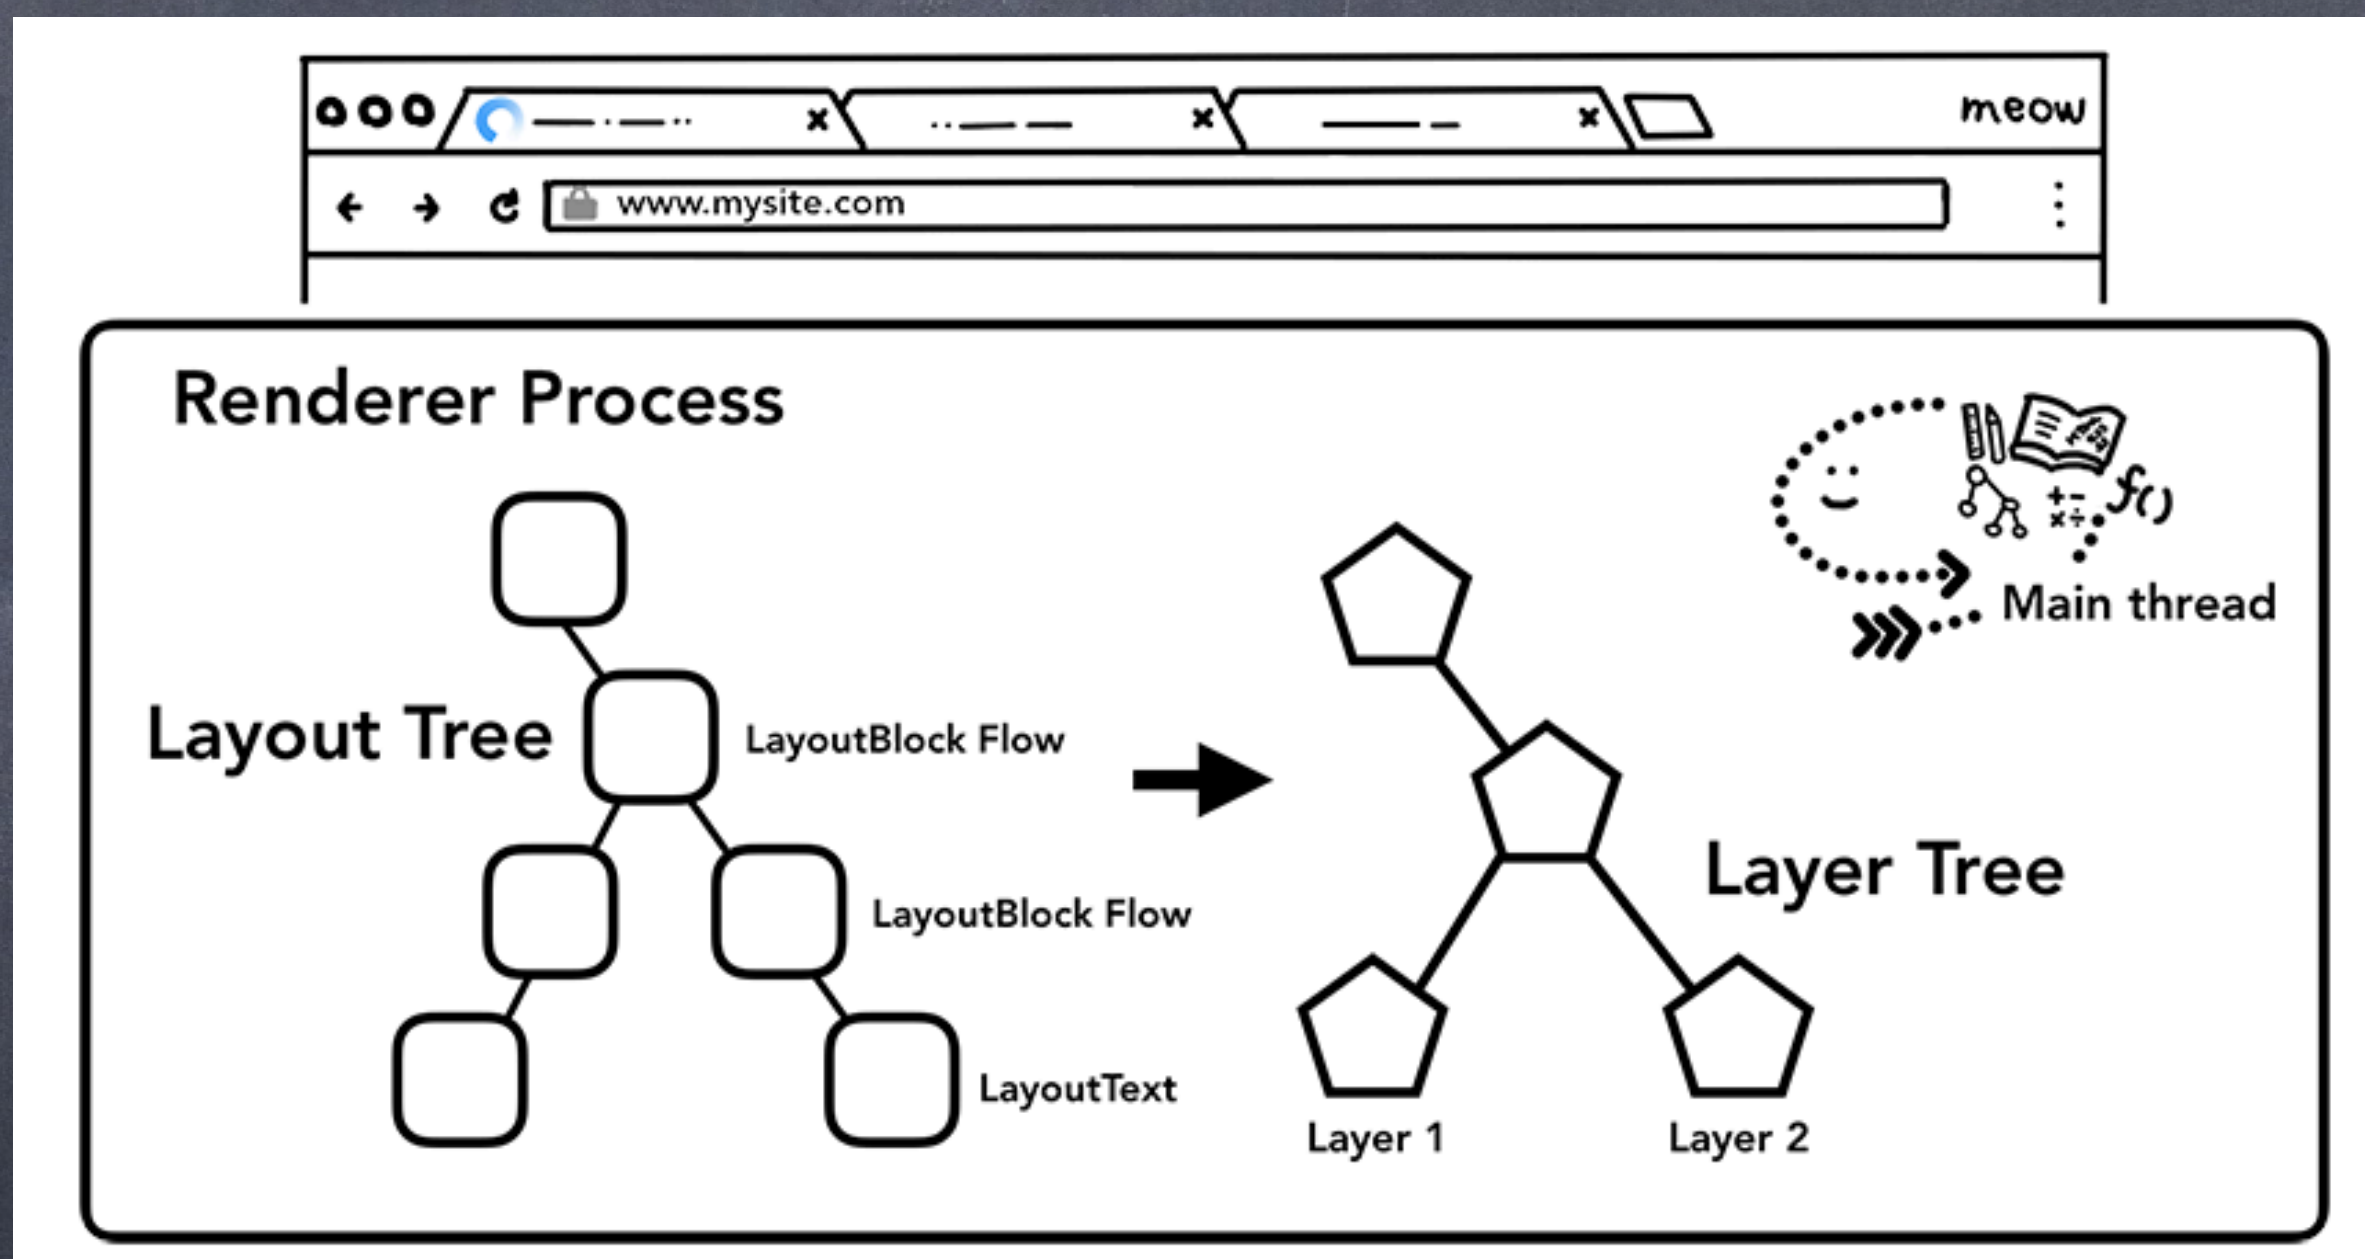 meow
www.mysite.com
Renderer Process
f()
Main thread
Layout Tree
LayoutBlock Flow
LayoutBlock Flow
Layer Tree
LayoutText
Layer 1
Layer 2